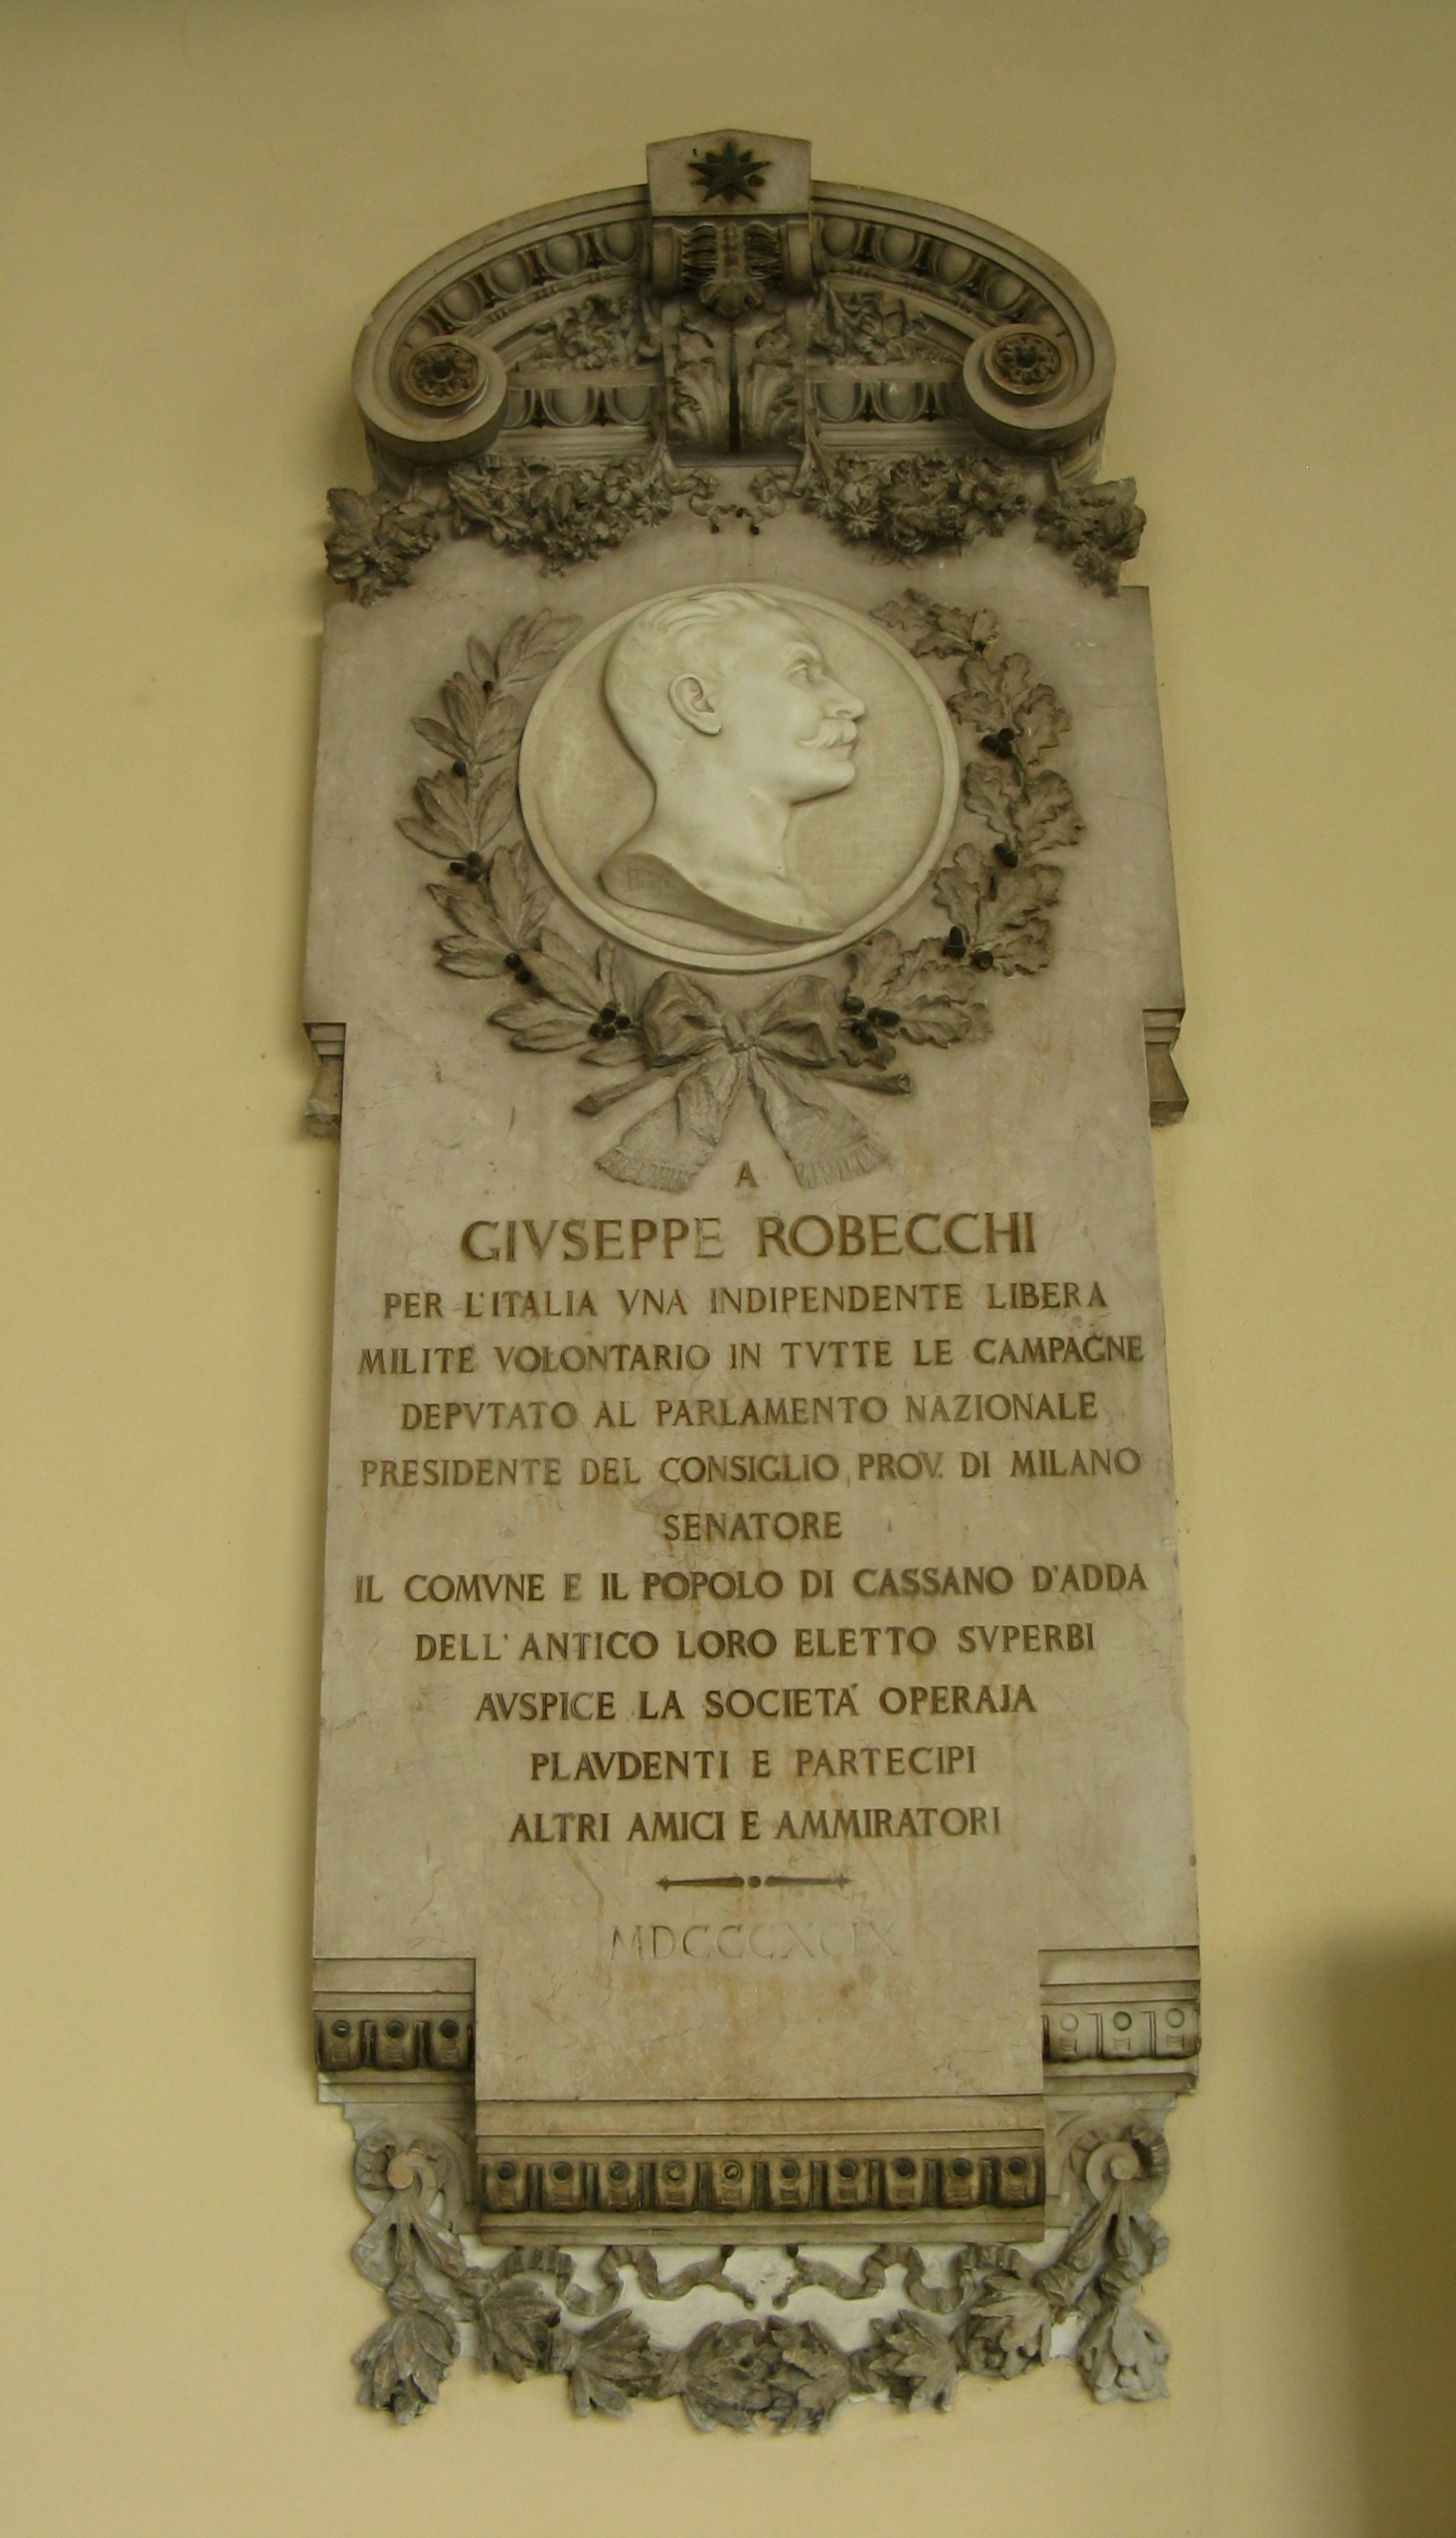 A
GIVSEPPE ROBECCHI
PER L'ITALIA VNA INDIPENDENTE LIBERA
MILITE VOLONTARIO IN TVTTE LE CAMPAGNE
DEPVTATO AL PARLAMENTO NAZIONALE
PRESIDENTE DEL CONSIGLIO PROV. DI MILANO
SENATORE
IL COMVNE E IL POPOLO DI CASSANO D'ADDA
DELL' ANTICO LORO ELETTO SVPERBI
AVSPICE LA SOCIETÁ OPERAJA
PLAVDENTI E PARTECIPI
ALTRI AMICI E AMMIRATORI
MDCCCXCIX